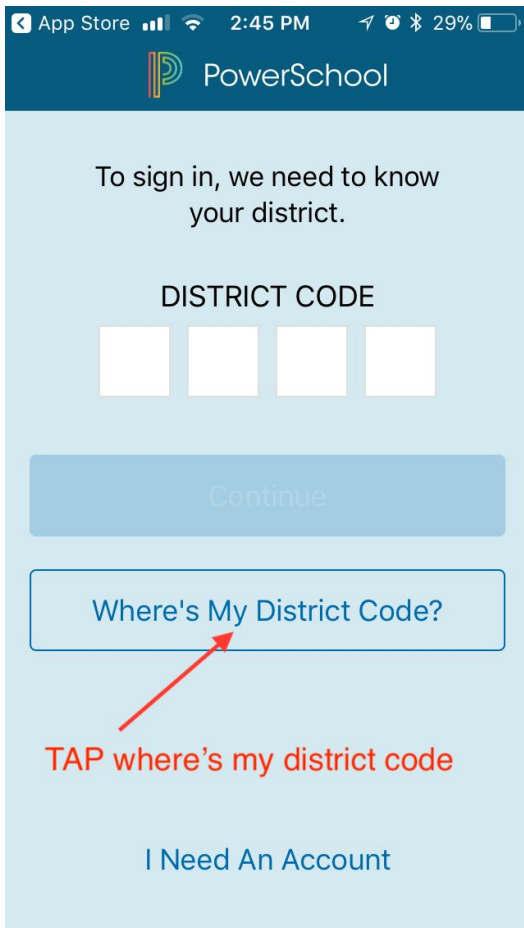 App Store 2:45 PM 29%
PowerSchool
To sign in, we need to know
your district.
DISTRICT CODE
Continue
Where's My District Code?
TAP where’s my district code
I Need An Account